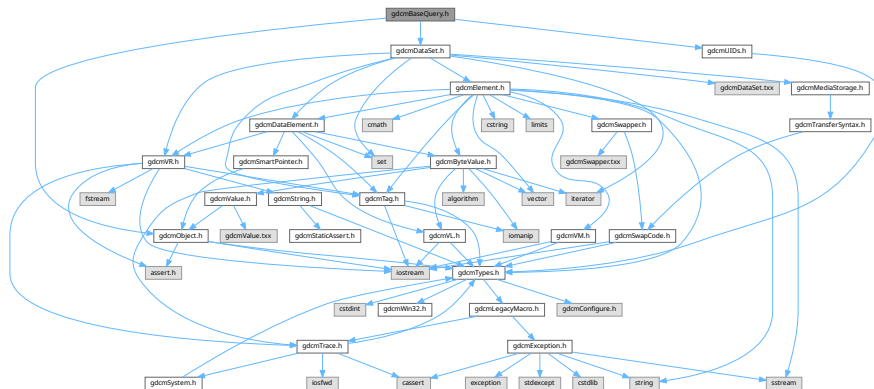 gdcmBaseQuery.h
gdcmDataSet.h
gdcmUIDs.h
gdcmElement.h
gdcmDataSet.txx
gdcmMediaStorage.h
gdcmDataElement.h
cmath
cstring
limits
gdcmSwapper.h
gdcmTransferSyntax.h
gdcmVR.h
gdcmSmartPointer.h
set
gdcmByteValue.h
gdcmSwapper.txx
fstream
gdcmValue.h
gdcmString.h
gdcmTag.h
algorithm
vector
iterator
gdcmObject.h
gdcmValue.txx
gdcmStaticAssert.h
gdcmVL.h
iomanip
gdcmVM.h
gdcmSwapCode.h
assert.h
iostream
gdcmTypes.h
cstdint
gdcmWin32.h
gdcmLegacyMacro.h
gdcmConfigure.h
gdcmTrace.h
gdcmException.h
gdcmSystem.h
iosfwd
cassert
exception
stdexcept
cstdlib
string
sstream